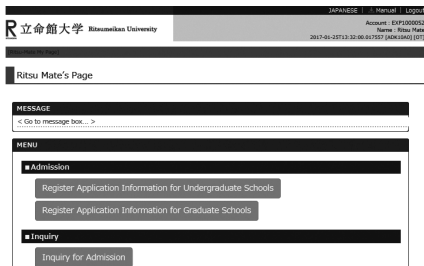 JAPANESE | Manual | Logout
立命館大学 Ritsumeikan University
Account : EXP1000052
Name : Ritsu Mate
2017-01-25T13:32:00.017557 [ADK10A0] [OT]
Ritsu Mate's Page
MESSAGE
< Go to message box... >
MENU
■Admission
Register Application Information for Undergraduate Schools
Register Application Information for Graduate Schools
■Inquiry
Inquiry for Admission